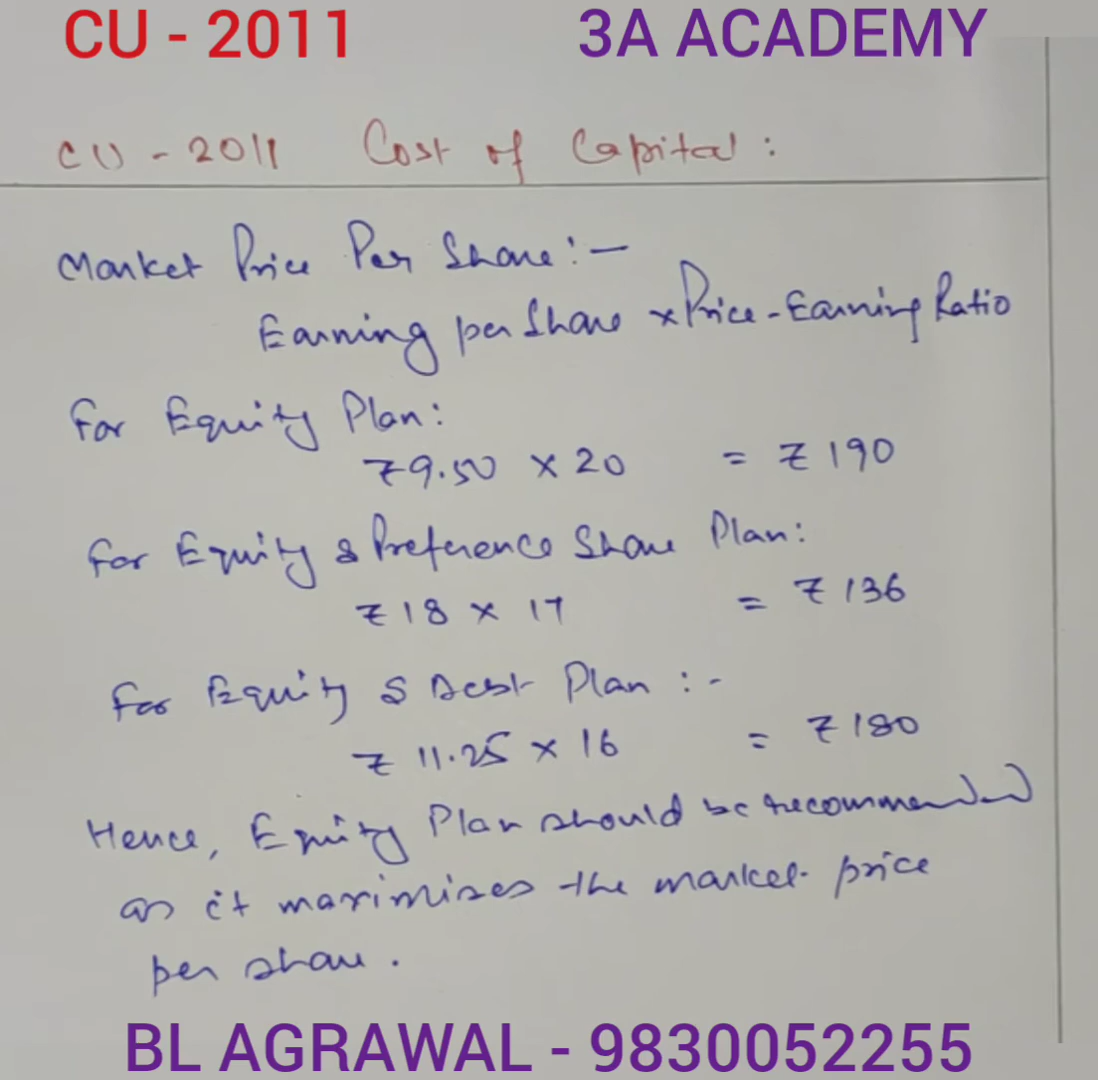 CU - 2011 3A ACADEMY
CU - 2011 Cost of Capital :
Market Price Per Share :-
Earning per Share × Price - Earning Ratio
For Equity Plan :
₹9.50 × 20 = ₹190
For Equity & Preference Share Plan :
₹18 × 17 = ₹136
For Equity & Debt Plan : -
₹ 11.25 × 16 = ₹180
Hence, Equity Plan should be recommended
as it maximises the market price
per share .
BL AGRAWAL - 9830052255